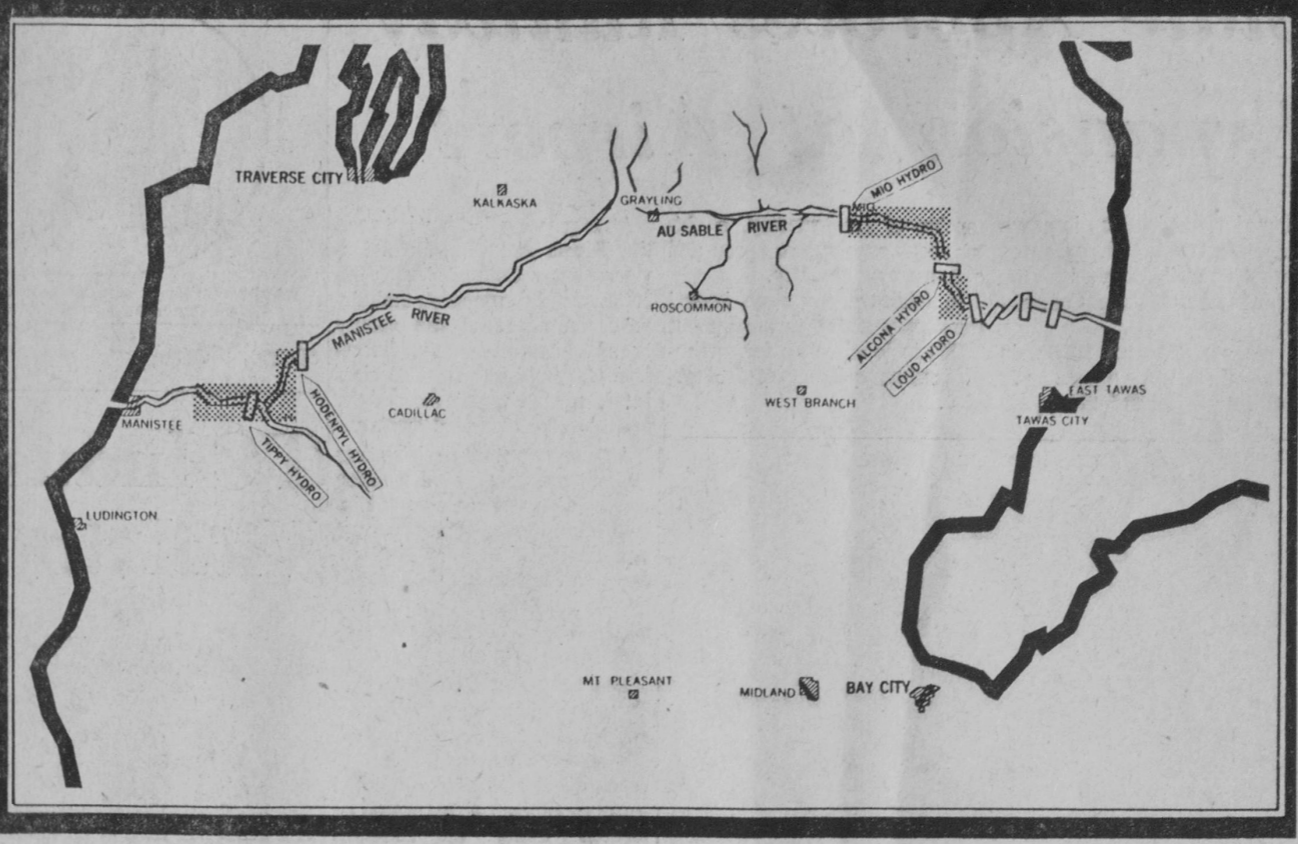 TRAVERSE CITY
KALKASKA
GRAYLING
MIO HYDRO
MIO
AU SABLE RIVER
ROSCOMMON
MANISTEE RIVER
ALCONA HYDRO
LOUD HYDRO
HODENPYL HYDRO
TIPPY HYDRO
MANISTEE
CADILLAC
WEST BRANCH
EAST TAWAS
TAWAS CITY
LUDINGTON
MT PLEASANT
MIDLAND
BAY CITY